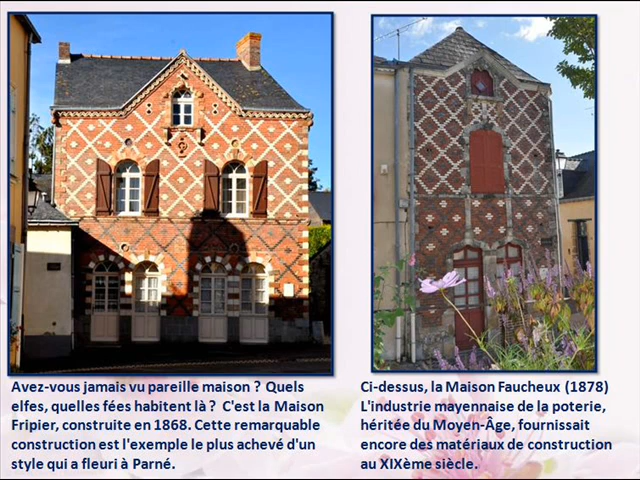 Avez-vous jamais vu pareille maison ? Quels
elfes, quelles fées habitent là ? C'est la Maison
Fripier, construite en 1868. Cette remarquable
construction est l'exemple le plus achevé d'un
style qui a fleuri à Parné.
Ci-dessus, la Maison Faucheux (1878)
L'industrie mayennaise de la poterie,
héritée du Moyen-Âge, fournissait
encore des matériaux de construction
au XIXème siècle.